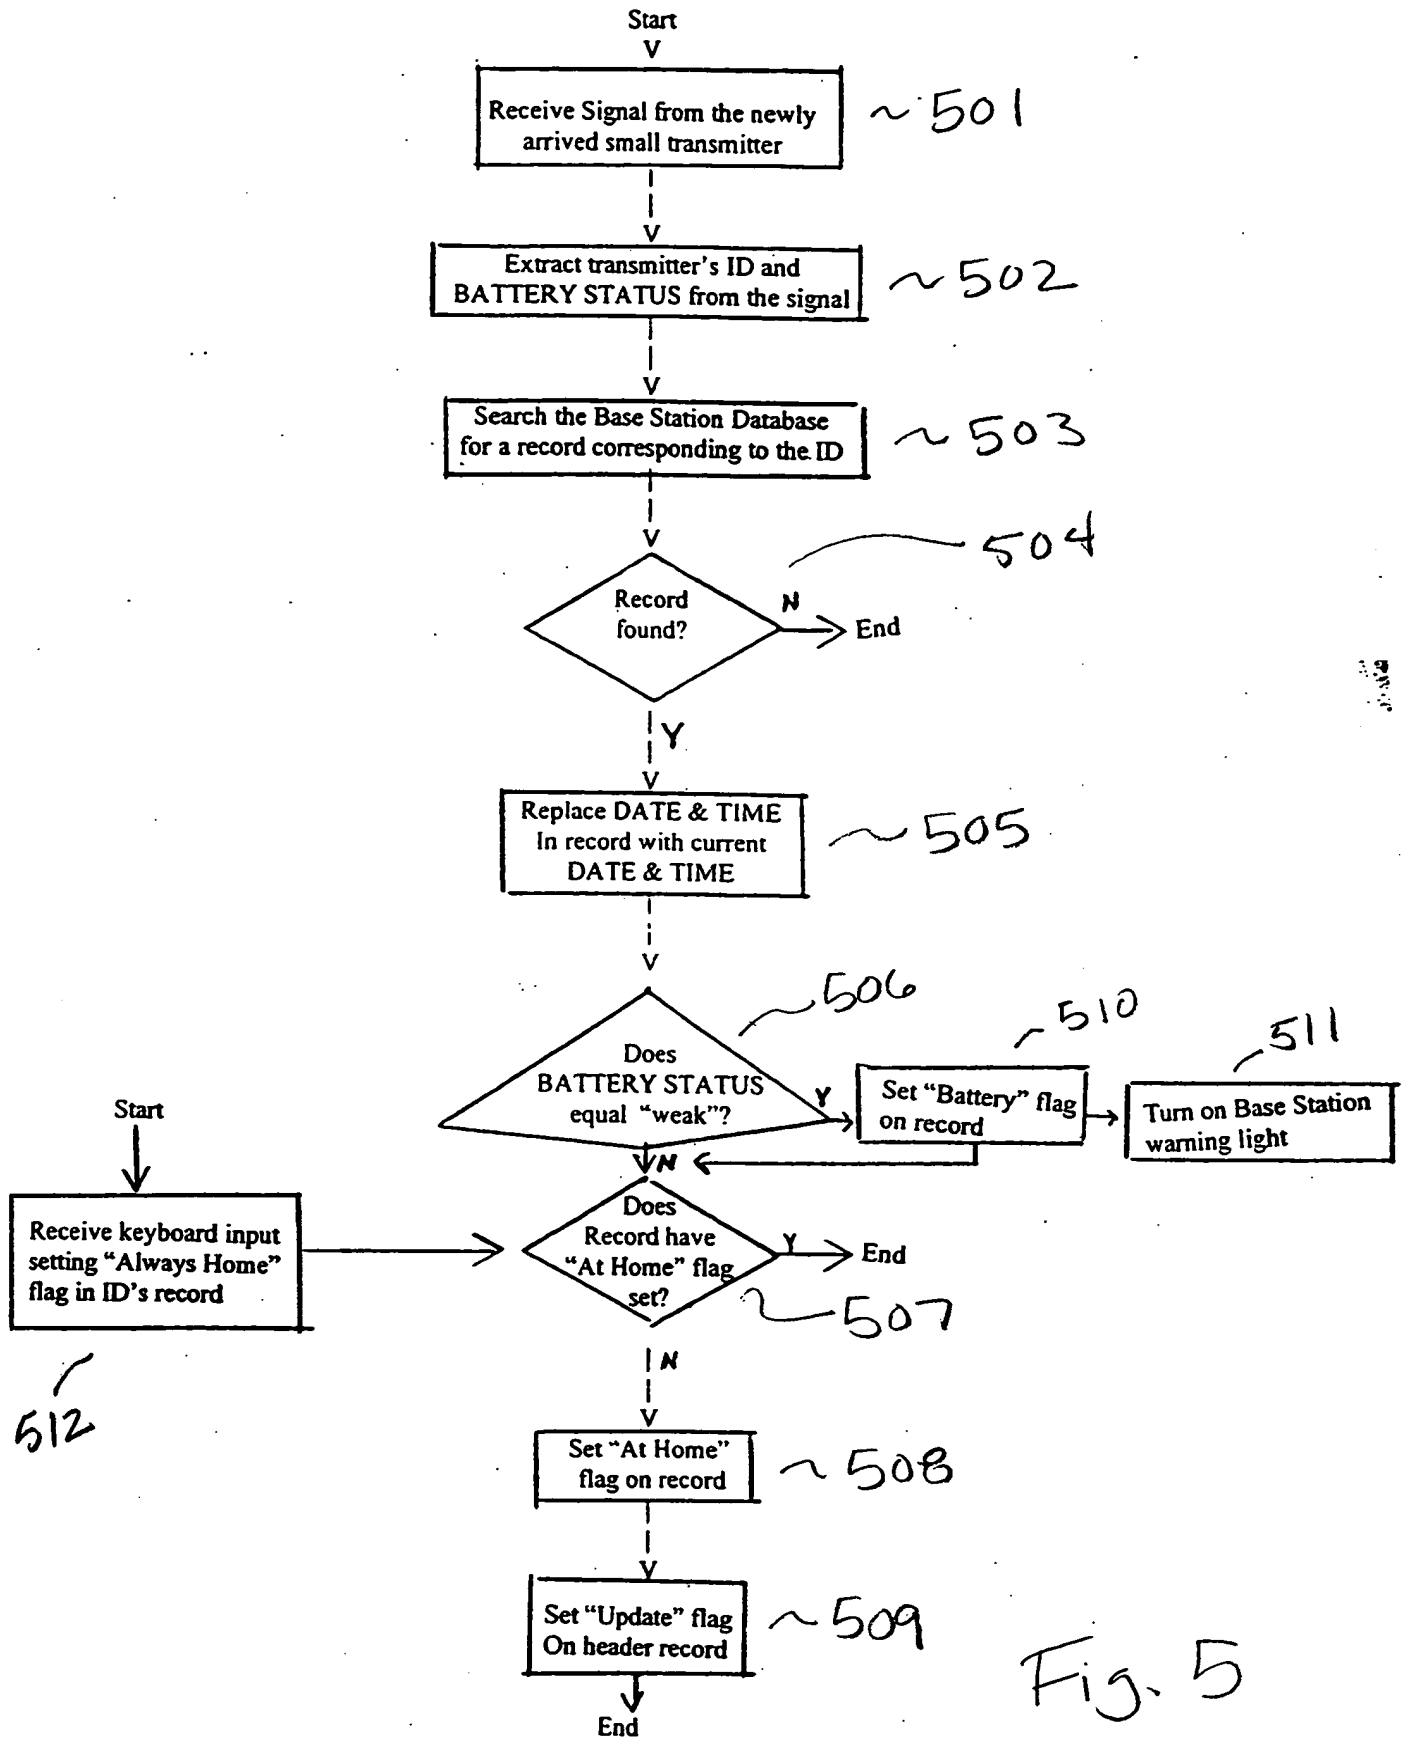 Start
Receive Signal from the newly
arrived small transmitter
501
Extract transmitter's ID and
BATTERY STATUS from the signal
502
Search the Base Station Database
for a record corresponding to the ID
503
504
Record
found?
N
End
Y
Replace DATE & TIME
In record with current
DATE & TIME
505
506
Does
BATTERY STATUS
equal "weak"?
Y
510
Set "Battery" flag
on record
511
Turn on Base Station
warning light
N
Start
Receive keyboard input
setting "Always Home"
flag in ID's record
512
Does
Record have
"At Home" flag
set?
Y
End
507
N
Set "At Home"
flag on record
508
Set "Update" flag
On header record
509
End
Fig. 5